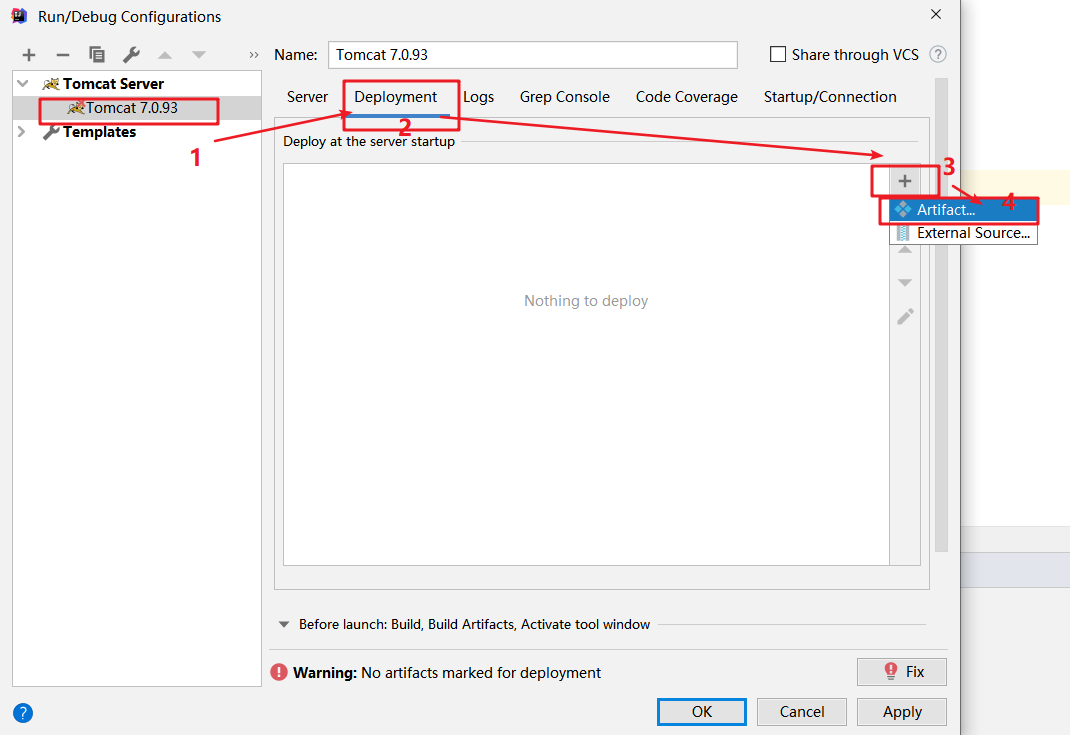 Run/Debug Configurations
Name: Tomcat 7.0.93 Share through VCS ?
Tomcat Server
Tomcat 7.0.93
Templates
Server Deployment Logs Grep Console Code Coverage Startup/Connection
1
2
Deploy at the server startup
3
4
Artifact...
External Source...
Nothing to deploy
Before launch: Build, Build Artifacts, Activate tool window
Warning: No artifacts marked for deployment Fix
? OK Cancel Apply